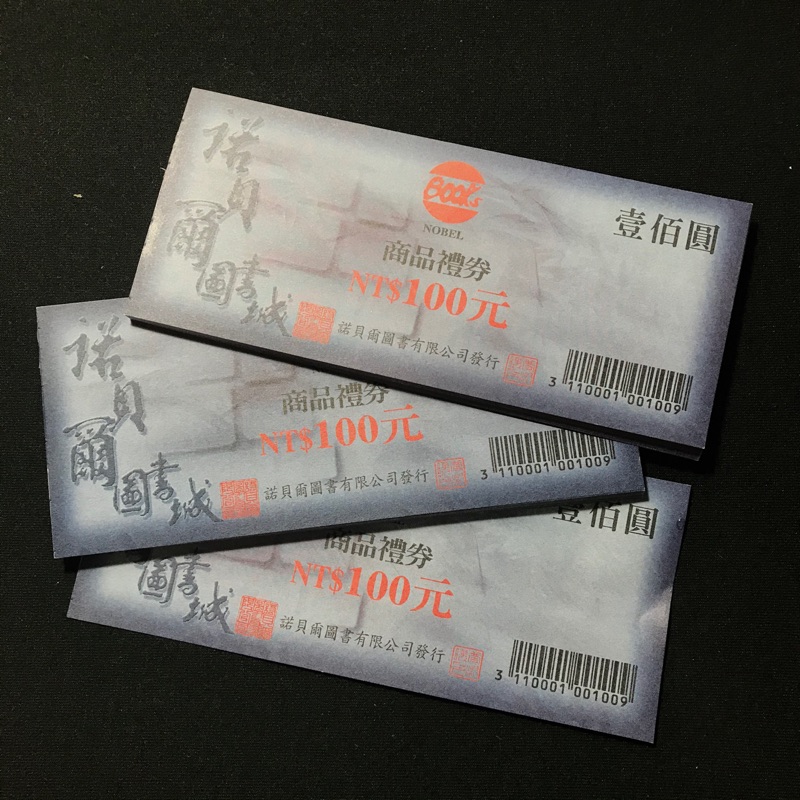 諾貝爾圖書城
BOOKS
NOBEL
商品禮券
NT$100元
壹佰圓
諾貝爾圖書有限公司發行
3 110001 001009
諾貝爾圖書城
商品禮券
NT$100元
諾貝爾圖書有限公司發行
3 110001 001009
圖書城
商品禮券
NT$100元
壹佰圓
諾貝爾圖書有限公司發行
3 110001 001009